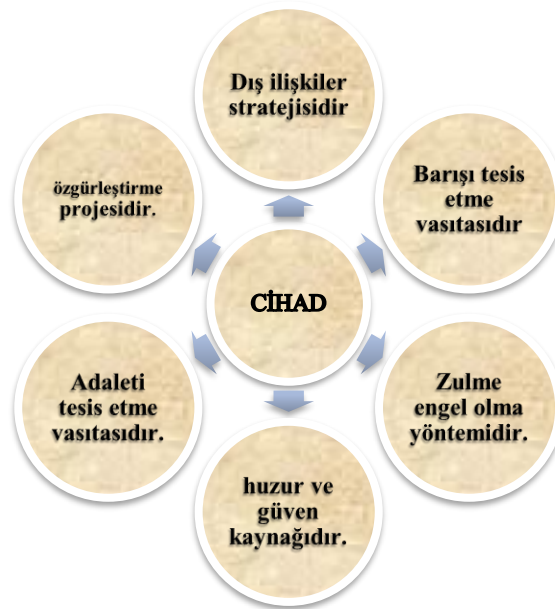 Dış ilişkiler
stratejisidir
Barışı tesis
etme
vasıtasıdır
Zulme
engel olma
yöntemidir.
huzur ve
güven
kaynağıdır.
Adaleti
tesis etme
vasıtasıdır.
özgürleştirme
projesidir.
CİHAD